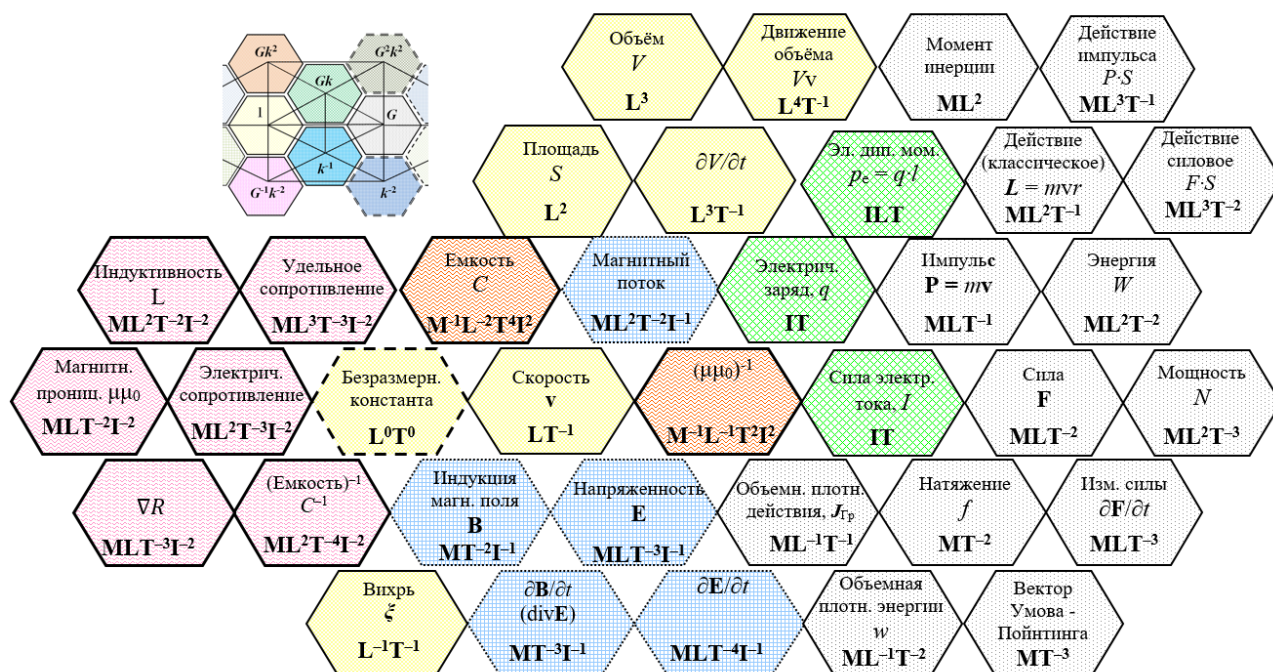 Gk²
G²k²
Gk
1
G
k⁻¹
G⁻¹k⁻²
k⁻²
Объём
V
L³
Движение
объёма
Vv
L⁴T⁻¹
Момент
инерции
ML²
Действие
импульса
P·S
ML³T⁻¹
Площадь
S
L²
∂V/∂t
L³T⁻¹
Эл. дип. мом.
pₑ = q·l
ILT
Действие
(классическое)
L = mvr
ML²T⁻¹
Действие
силовое
F·S
ML³T⁻²
Индуктивность
L
ML²T⁻²I⁻²
Удельное
сопротивление
ML³T⁻³I⁻²
Емкость
C
M⁻¹L⁻²T⁴I²
Магнитный
поток
ML²T⁻²I⁻¹
Электрич.
заряд, q
IT
Импульс
P = mv
MLT⁻¹
Энергия
W
ML²T⁻²
Магнитн.
прониц. μμ₀
MLT⁻²I⁻²
Электрич.
сопротивление
ML²T⁻³I⁻²
Безразмерн.
константа
L⁰T⁰
Скорость
v
LT⁻¹
(μμ₀)⁻¹
M⁻¹L⁻¹T²I²
Сила электр.
тока, I
IT
Сила
F
MLT⁻²
Мощность
N
ML²T⁻³
∇R
MLT⁻³I⁻²
(Емкость)⁻¹
C⁻¹
ML²T⁻⁴I⁻²
Индукция
магн. поля
B
MT⁻²I⁻¹
Напряженность
E
MLT⁻³I⁻¹
Объемн. плотн.
действия, J_Гр
ML⁻¹T⁻¹
Натяжение
f
MT⁻²
Изм. силы
∂F/∂t
MLT⁻³
Вихрь
ξ
L⁻¹T⁻¹
∂B/∂t
(divE)
MT⁻³I⁻¹
∂E/∂t
MLT⁻⁴I⁻¹
Объемная
плотн. энергии
w
ML⁻¹T⁻²
Вектор
Умова -
Пойнтинга
MT⁻³